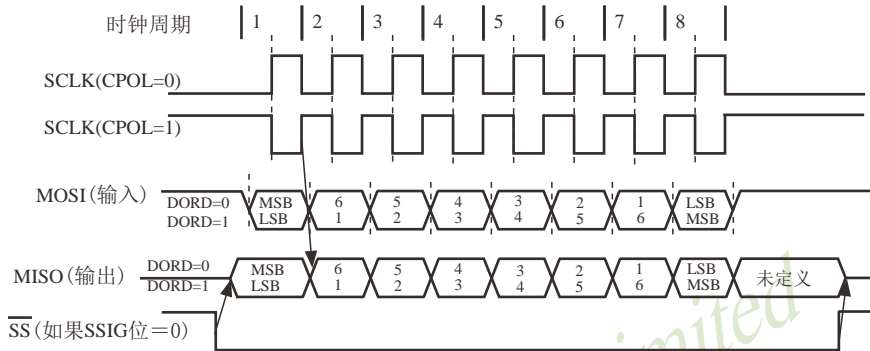 时钟周期 1 2 3 4 5 6 7 8
SCLK(CPOL=0)
SCLK(CPOL=1)
MOSI(输入) DORD=0 MSB 6 5 4 3 2 1 LSB
DORD=1 LSB 1 2 3 4 5 6 MSB
MISO(输出) DORD=0 MSB 6 5 4 3 2 1 LSB 未定义
DORD=1 LSB 1 2 3 4 5 6 MSB
SS(如果SSIG位=0)